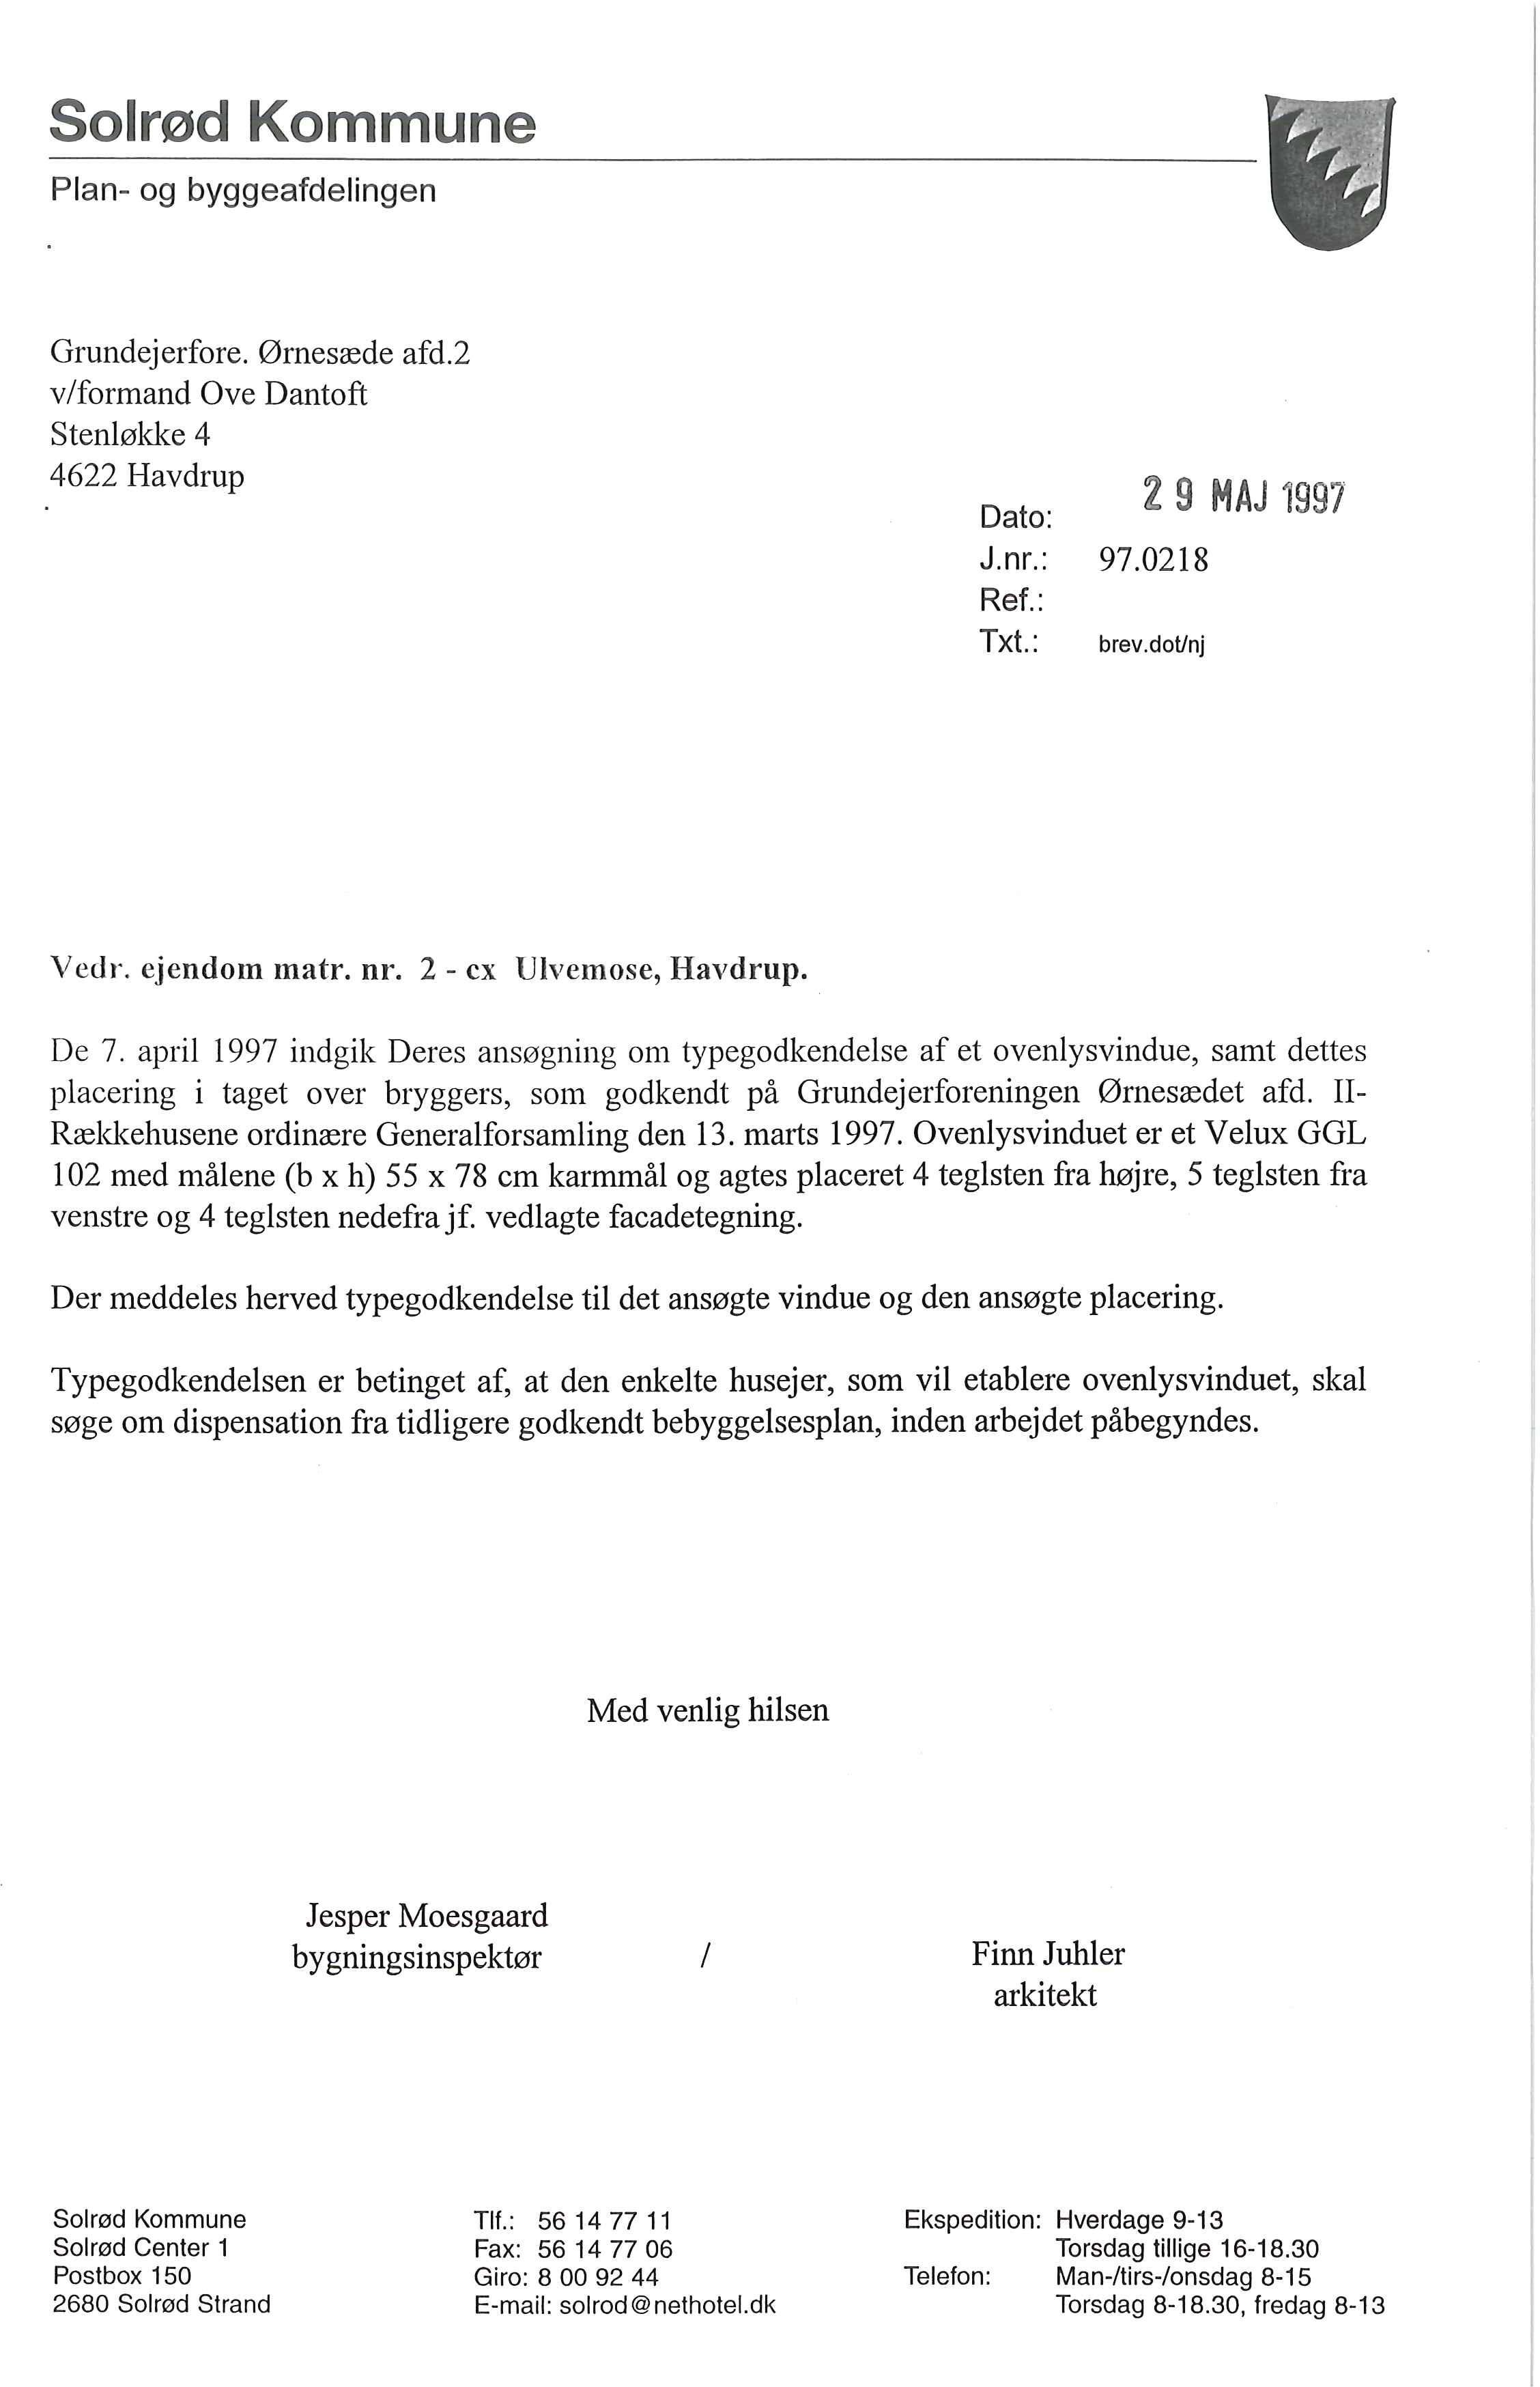 Solrød Kommune
Plan- og byggeafdelingen
Grundejerfore. Ørnesæde afd.2
v/formand Ove Dantoft
Stenløkke 4
4622 Havdrup
Dato: 29 MAJ 1997
J.nr.: 97.0218
Ref.:
Txt.: brev.dot/nj
Vedr. ejendom matr. nr. 2 - cx Ulvemose, Havdrup.
De 7. april 1997 indgik Deres ansøgning om typegodkendelse af et ovenlysvindue, samt dettes
placering i taget over bryggers, som godkendt på Grundejerforeningen Ørnesædet afd. II-
Rækkehusene ordinære Generalforsamling den 13. marts 1997. Ovenlysvinduet er et Velux GGL
102 med målene (b x h) 55 x 78 cm karmmål og agtes placeret 4 teglsten fra højre, 5 teglsten fra
venstre og 4 teglsten nedefra jf. vedlagte facadetegning.
Der meddeles herved typegodkendelse til det ansøgte vindue og den ansøgte placering.
Typegodkendelsen er betinget af, at den enkelte husejer, som vil etablere ovenlysvinduet, skal
søge om dispensation fra tidligere godkendt bebyggelsesplan, inden arbejdet påbegyndes.
Med venlig hilsen
Jesper Moesgaard
bygningsinspektør / Finn Juhler
arkitekt
Solrød Kommune Tlf.: 56 14 77 11 Ekspedition: Hverdage 9-13
Solrød Center 1 Fax: 56 14 77 06 Torsdag tillige 16-18.30
Postbox 150 Giro: 8 00 92 44 Telefon: Man-/tirs-/onsdag 8-15
2680 Solrød Strand E-mail: solrod@nethotel.dk Torsdag 8-18.30, fredag 8-13